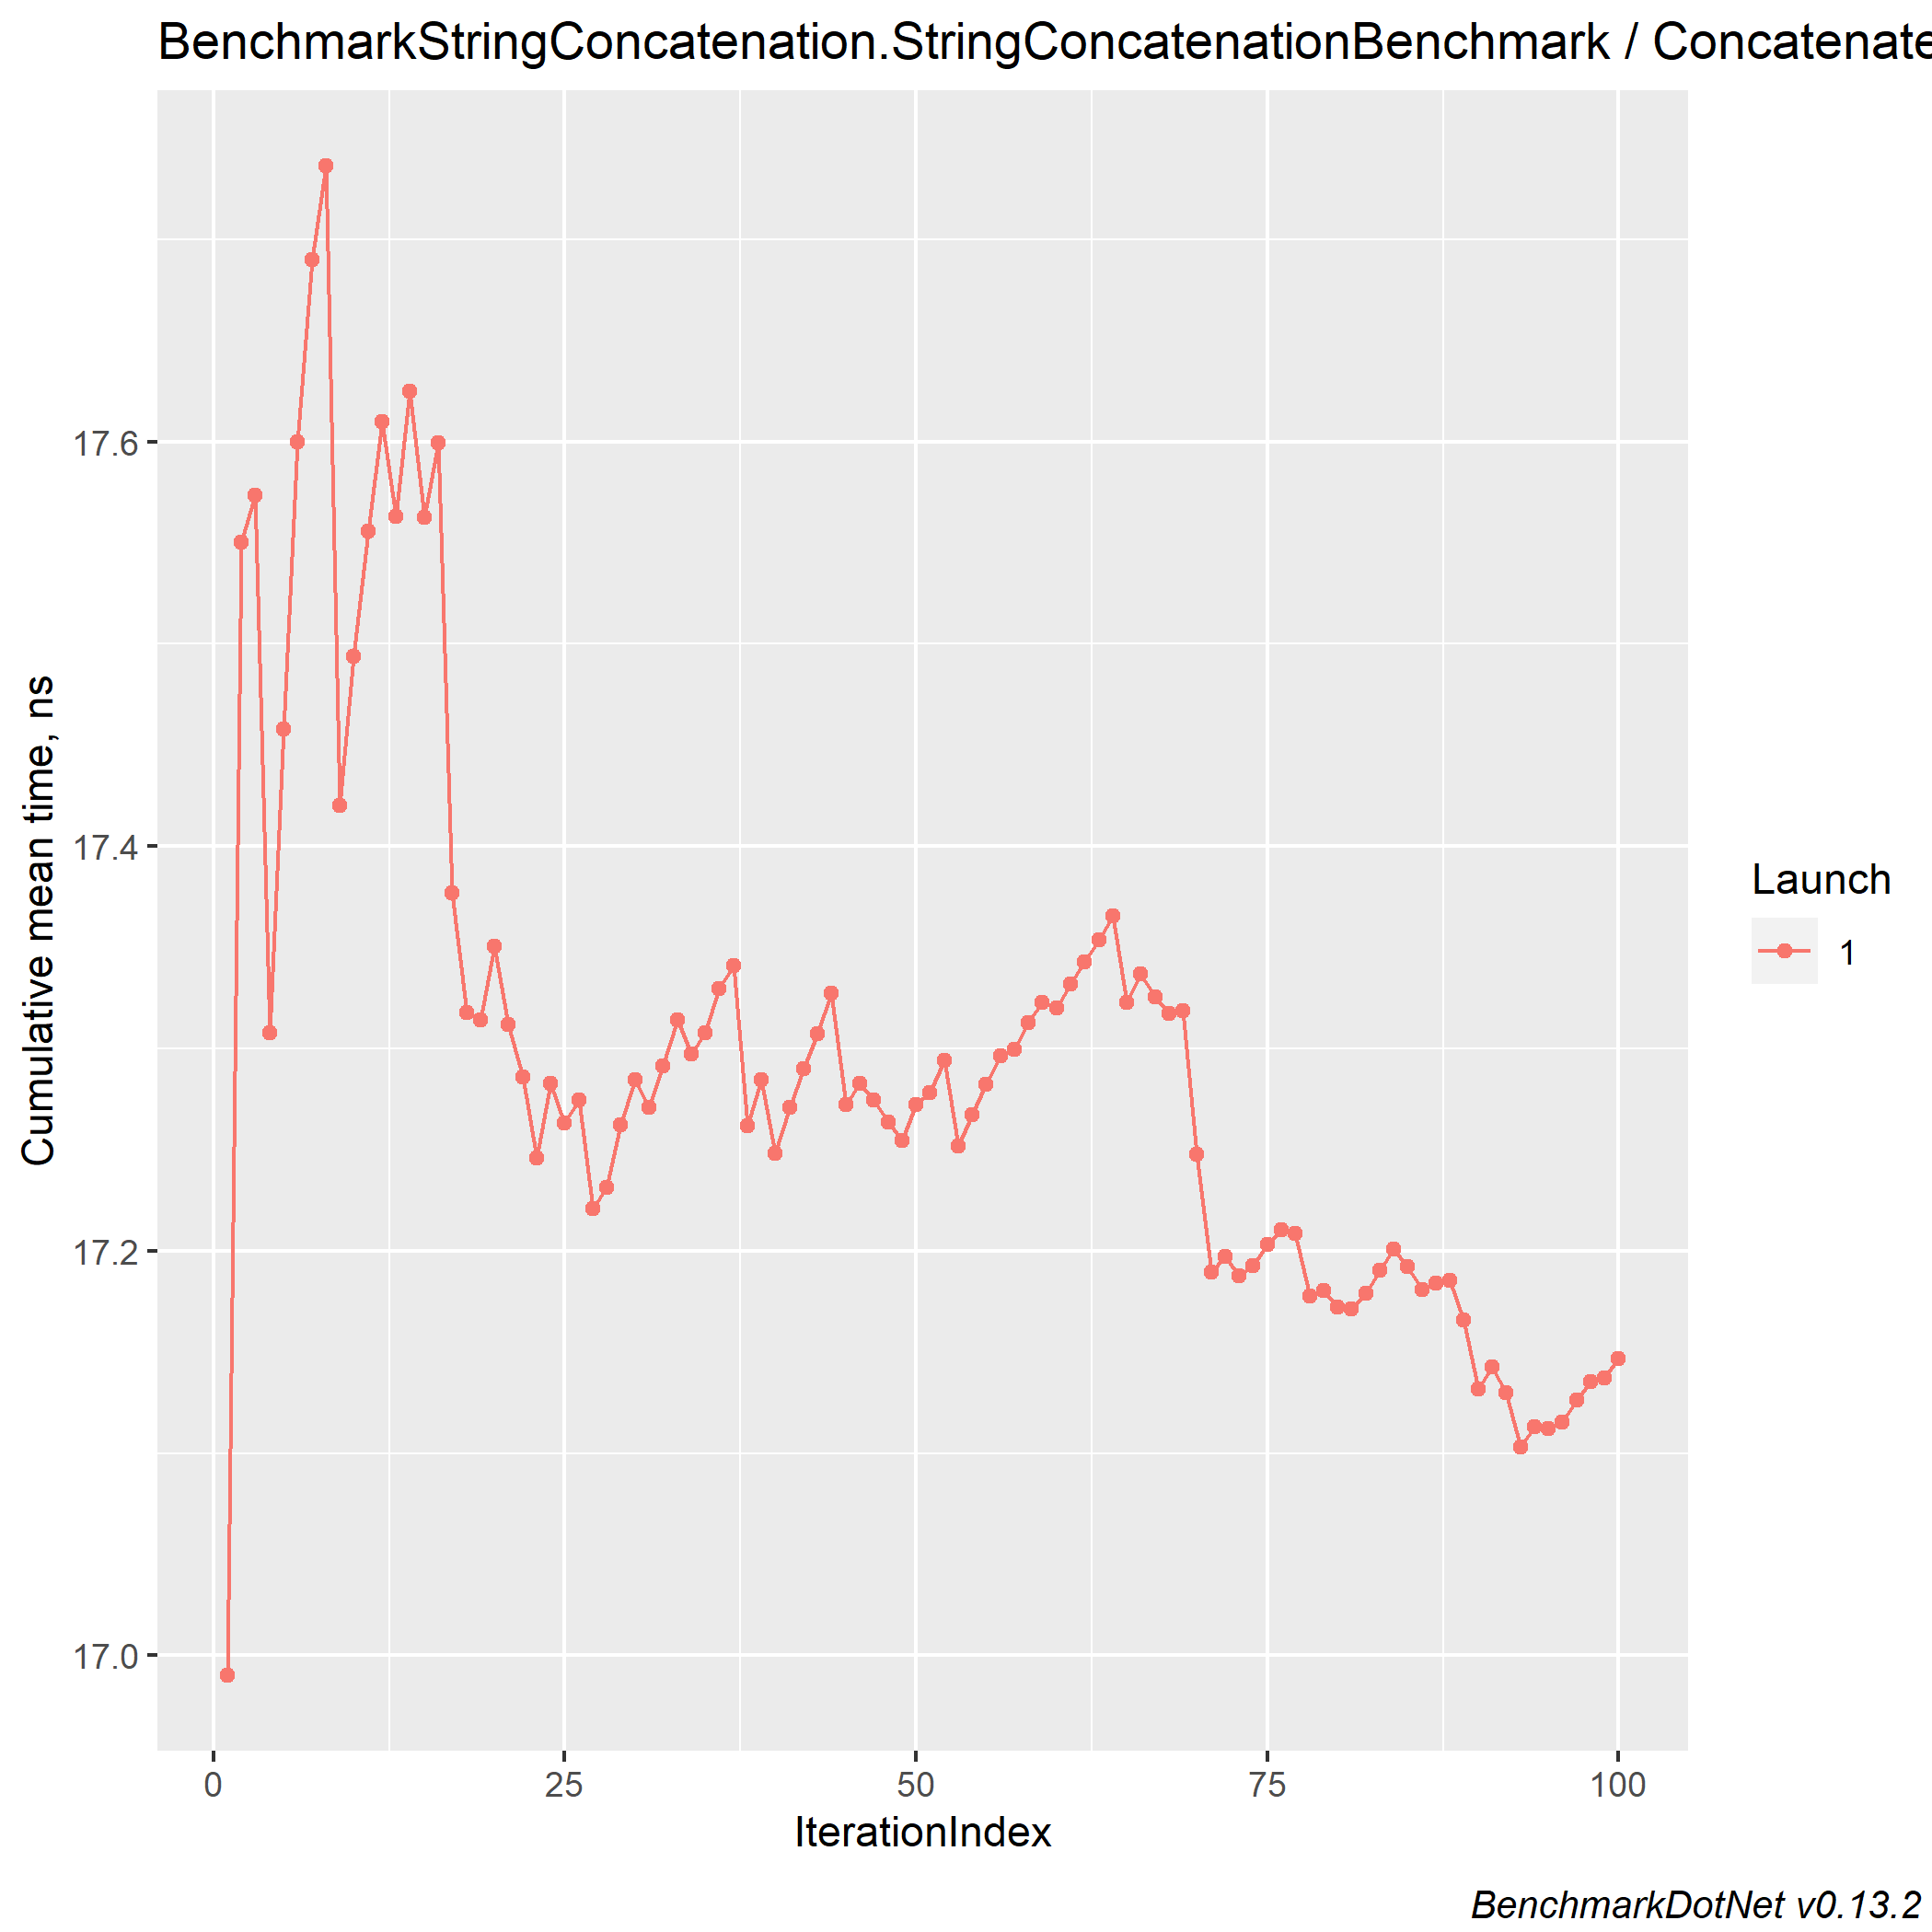 BenchmarkStringConcatenation.StringConcatenationBenchmark / Concatenate
Cumulative mean time, ns
17.6
17.4
17.2
17.0
0 25 50 75 100
IterationIndex
Launch
1
BenchmarkDotNet v0.13.2